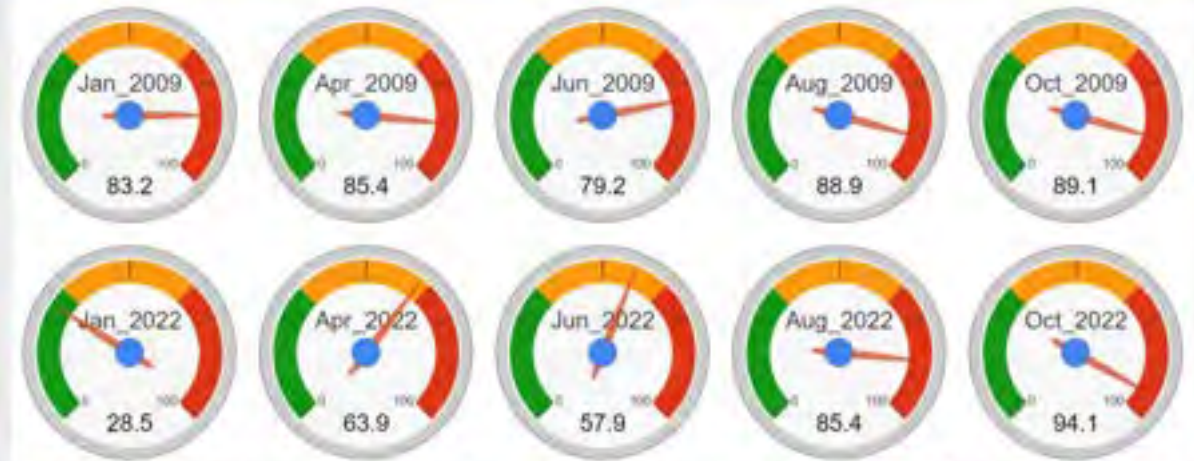 Jan_2009 Apr_2009 Jun_2009 Aug_2009 Oct_2009
0 100 0 100 0 100 0 100 0 100
83.2 85.4 79.2 88.9 89.1
Jan_2022 Apr_2022 Jun_2022 Aug_2022 Oct_2022
0 100 0 100 0 100 0 100 0 100
28.5 63.9 57.9 85.4 94.1